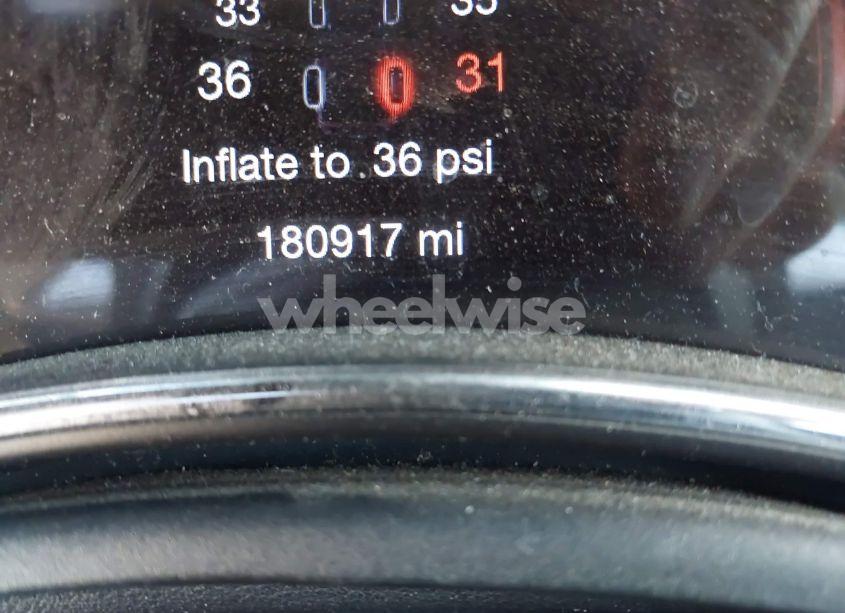 33 35
36 31
Inflate to 36 psi
180917 mi
wheelwise